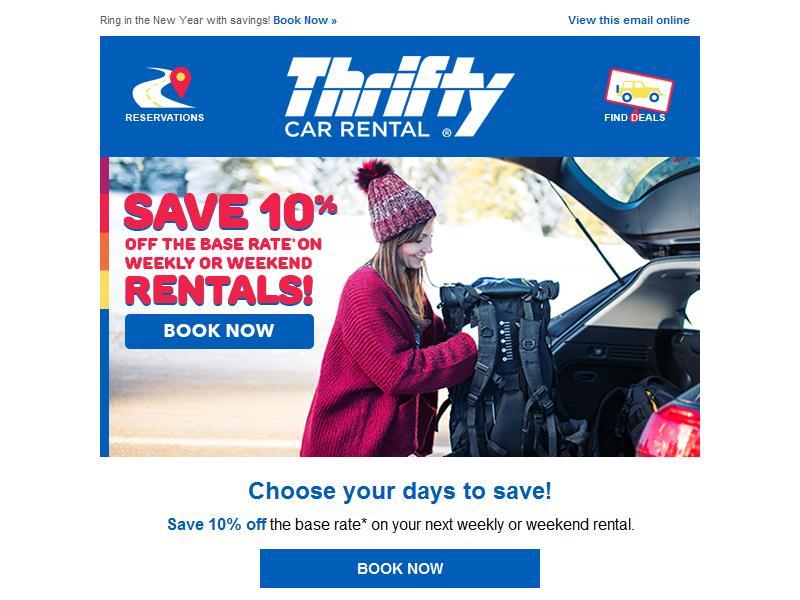 Ring in the New Year with savings! Book Now »
View this email online
RESERVATIONS
Thrifty
CAR RENTAL ®
FIND DEALS
SAVE 10%
OFF THE BASE RATE* ON
WEEKLY OR WEEKEND
RENTALS!
BOOK NOW
Choose your days to save!
Save 10% off the base rate* on your next weekly or weekend rental.
BOOK NOW